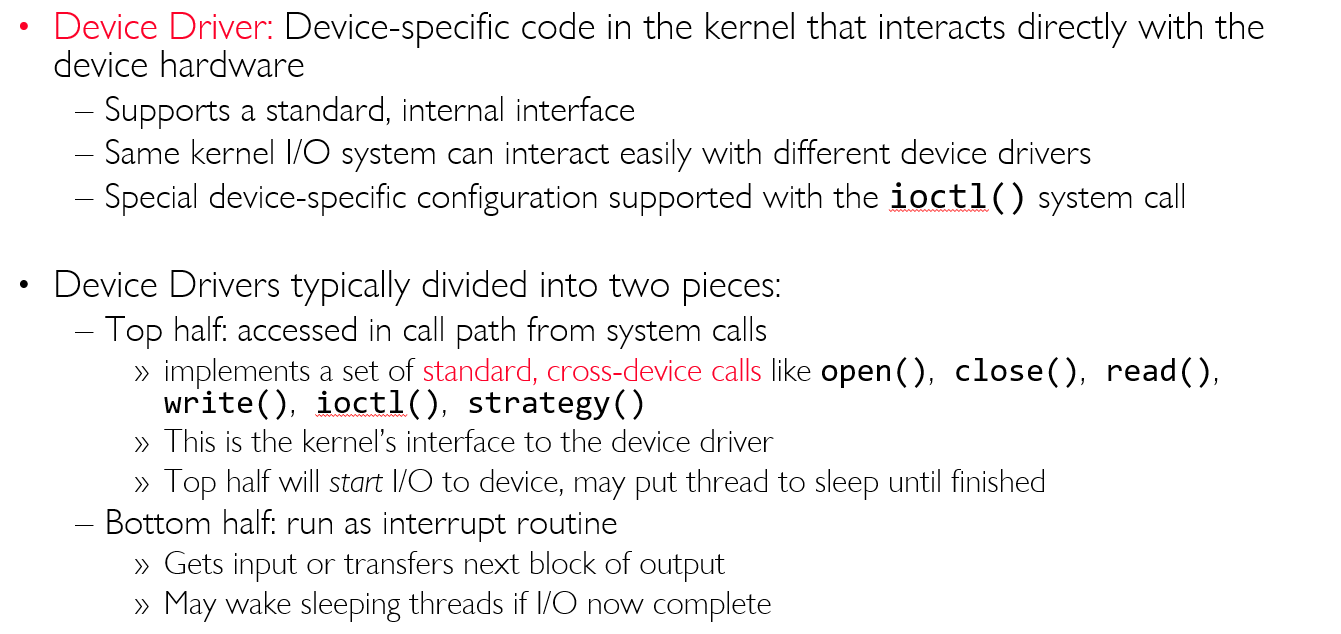 • Device Driver: Device-specific code in the kernel that interacts directly with the
device hardware
– Supports a standard, internal interface
– Same kernel I/O system can interact easily with different device drivers
– Special device-specific configuration supported with the ioctl() system call
• Device Drivers typically divided into two pieces:
– Top half: accessed in call path from system calls
» implements a set of standard, cross-device calls like open(), close(), read(),
write(), ioctl(), strategy()
» This is the kernel’s interface to the device driver
» Top half will start I/O to device, may put thread to sleep until finished
– Bottom half: run as interrupt routine
» Gets input or transfers next block of output
» May wake sleeping threads if I/O now complete